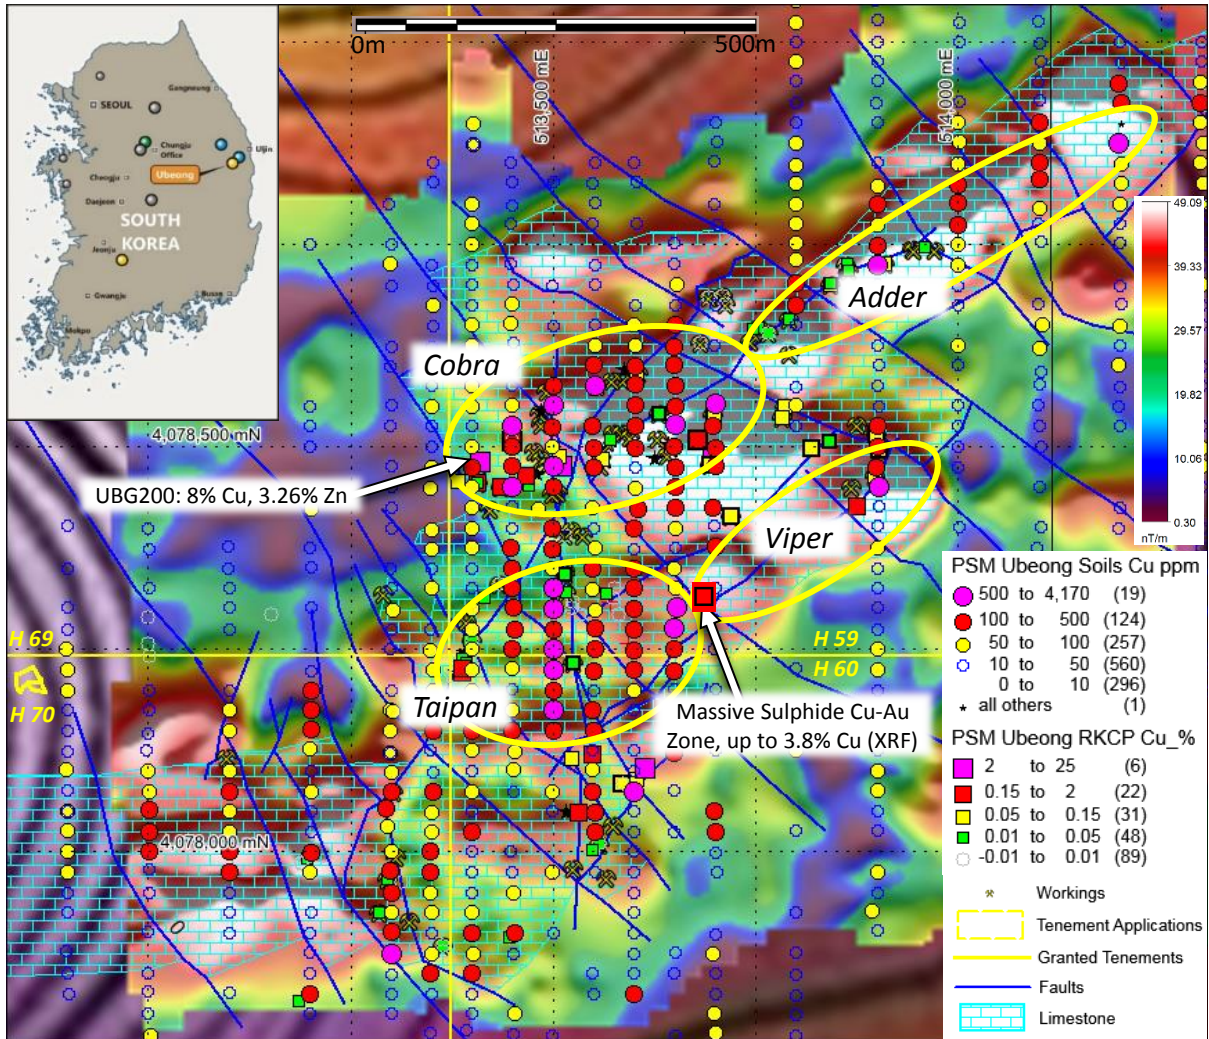 0m
500m
513,500 mE
514,000 mE
Gangneung
SEOUL
Chungju
Office
Uljin
Ubeong
Cheongju
Daejeon
SOUTH
KOREA
Jeonju
Gwangju
Busan
Mokpo
Adder
Cobra
4,078,500 mN
UBG200: 8% Cu, 3.26% Zn
Viper
49.09
39.33
29.57
19.82
10.06
0.30
nT/m
H 69
H 70
H 59
H 60
Taipan
Massive Sulphide Cu-Au
Zone, up to 3.8% Cu (XRF)
4,078,000 mN
PSM Ubeong Soils Cu ppm
500 to 4,170 (19)
100 to 500 (124)
50 to 100 (257)
10 to 50 (560)
0 to 10 (296)
all others (1)
PSM Ubeong RKCP Cu_%
2 to 25 (6)
0.15 to 2 (22)
0.05 to 0.15 (31)
0.01 to 0.05 (48)
-0.01 to 0.01 (89)
Workings
Tenement Applications
Granted Tenements
Faults
Limestone